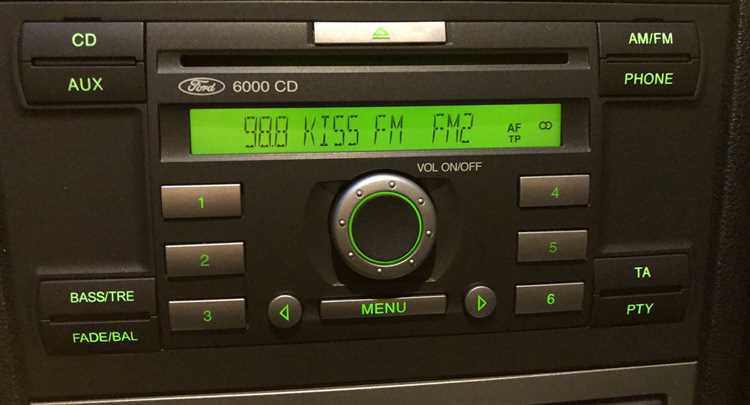 CD
AM/FM
AUX
PHONE
Ford 6000 CD
98.8 KISS FM FM2 AF TP
VOL ON/OFF
1
4
2
5
BASS/TRE
3
MENU
6
TA
FADE/BAL
PTY